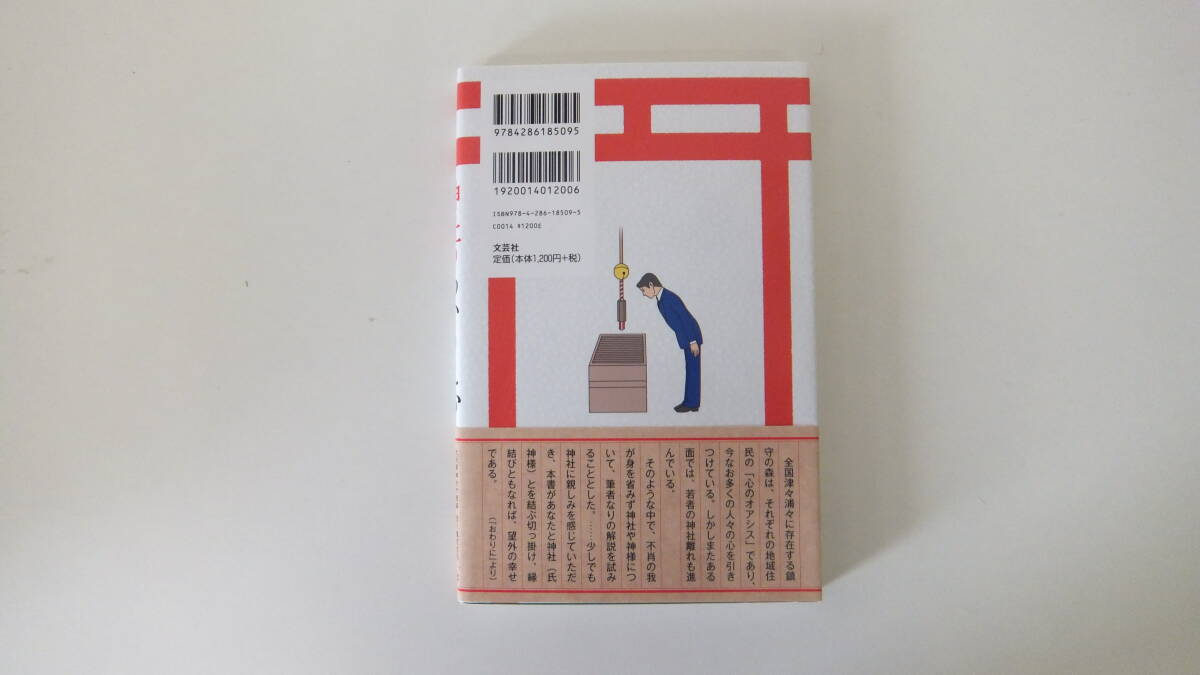 9784286185095
1920014012006
ISBN978-4-286-18509-5
C0014 ¥1200E
文芸社
定価(本体1,200円+税)
全国津々浦々に存在する鎮
守の森は、それぞれの地域住
民の「心のオアシス」であり、
今なお多くの人々の心を引き
つけている。しかしまたある
面では、若者の神社離れも進
んでいる。
そのような中で、不肖の我
が身を省みず神社や神様につ
いて、筆者なりの解説を試み
ることとした。……少しでも
神社に親しみを感じていただ
き、本書があなたと神社(氏
神様)とを結ぶ切っ掛け、縁
結びともなれば、望外の幸せ
である。
(「おわりに」より)